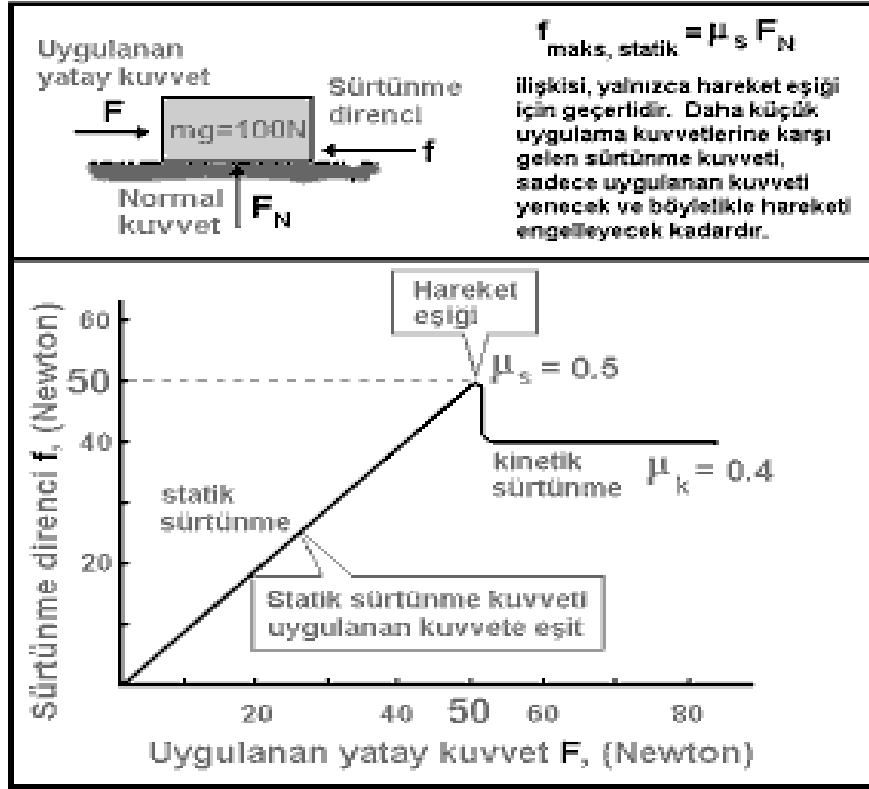 Uygulanan
yatay kuvvet
F
mg=100N
Sürtünme
direnci
f
Normal
kuvvet
F_N
f_maks, statik = μ_s F_N
ilişkisi, yalnızca hareket eşiği
için geçerlidir. Daha küçük
uygulama kuvvetlerine karşı
gelen sürtünme kuvveti,
sadece uygulanan kuvveti
yenecek ve böylelikle hareketi
engelleyecek kadardır.
Sürtünme direnci f, (Newton)
60
50
40
20
Hareket
eşiği
μ_s = 0.5
kinetik
sürtünme
μ_k = 0.4
statik
sürtünme
Statik sürtünme kuvveti
uygulanan kuvvete eşit
20 40 50 60 80
Uygulanan yatay kuvvet F, (Newton)